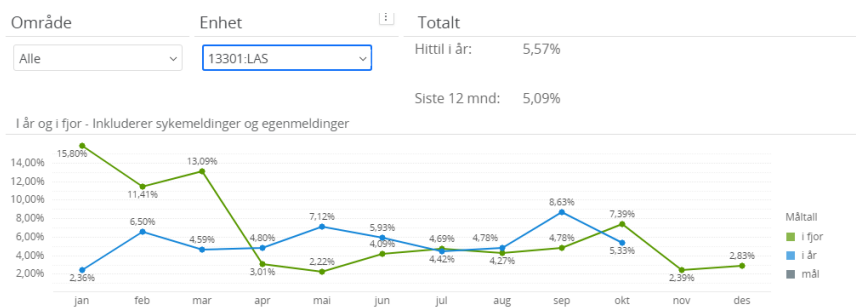 Område Enhet Totalt
Alle 13301:LAS Hittil i år: 5,57%
Siste 12 mnd: 5,09%
I år og i fjor - Inkluderer sykemeldinger og egenmeldinger
14,00%
12,00%
10,00%
8,00%
6,00%
4,00%
2,00%
15,80% 11,41% 13,09% 3,01% 2,22% 4,09% 4,69% 4,27% 4,78% 7,39% 2,39% 2,83%
2,36% 6,50% 4,59% 4,80% 7,12% 5,93% 4,42% 4,78% 8,63% 5,33%
jan feb mar apr mai jun jul aug sep okt nov des
Måltall
i fjor
i år
mål